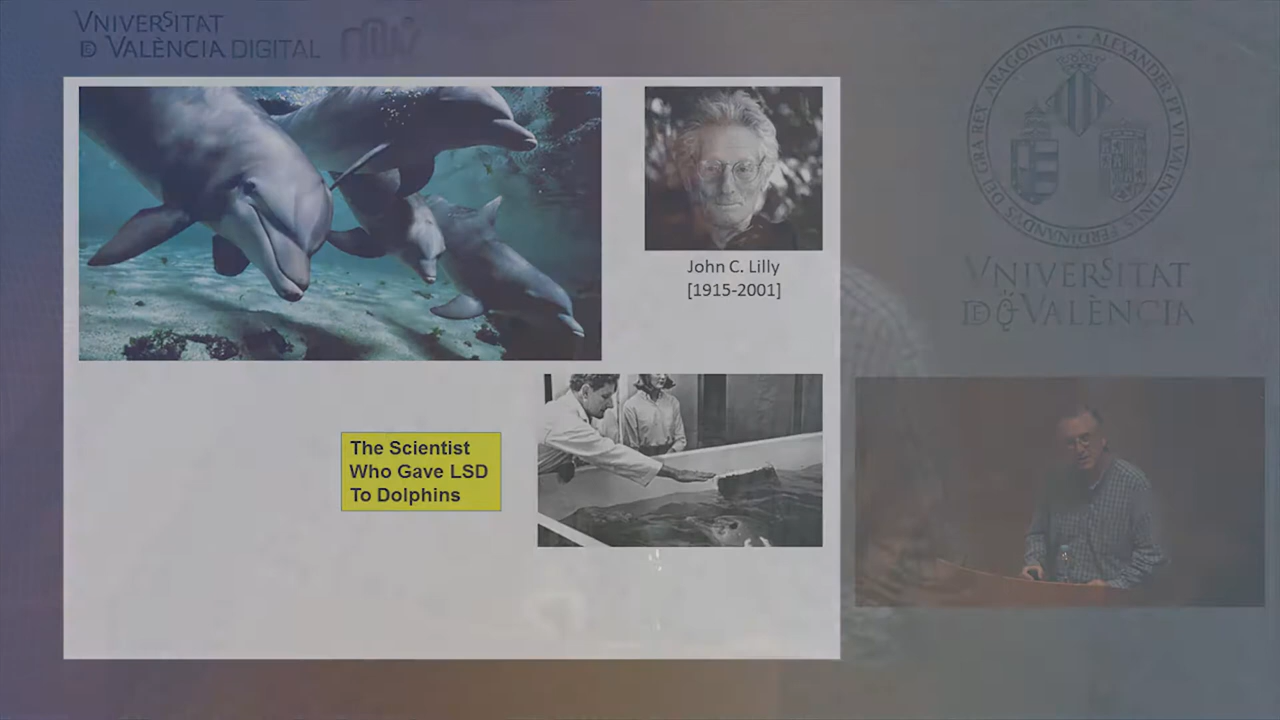 VNIVERSITAT
DE VALÈNCIA DIGITAL
John C. Lilly
[1915-2001]
The Scientist
Who Gave LSD
To Dolphins
VNIVERSITAT
VALÈNCIA